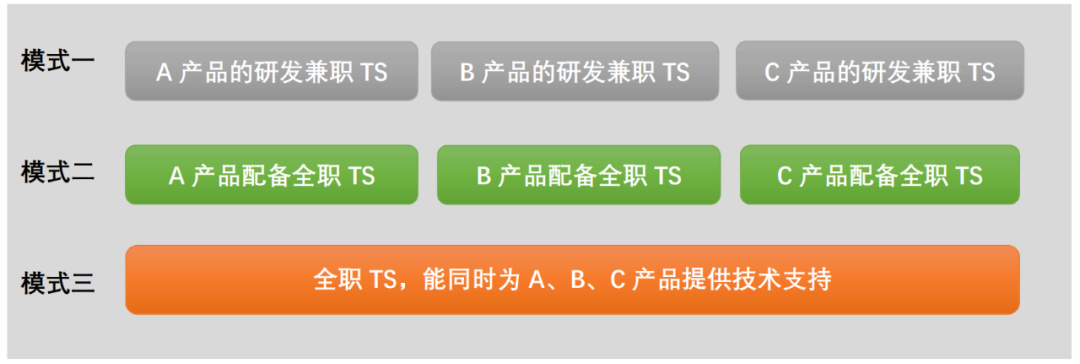 模式一
A 产品的研发兼职 TS
B 产品的研发兼职 TS
C 产品的研发兼职 TS
模式二
A 产品配备全职 TS
B 产品配备全职 TS
C 产品配备全职 TS
模式三
全职 TS，能同时为 A、B、C 产品提供技术支持